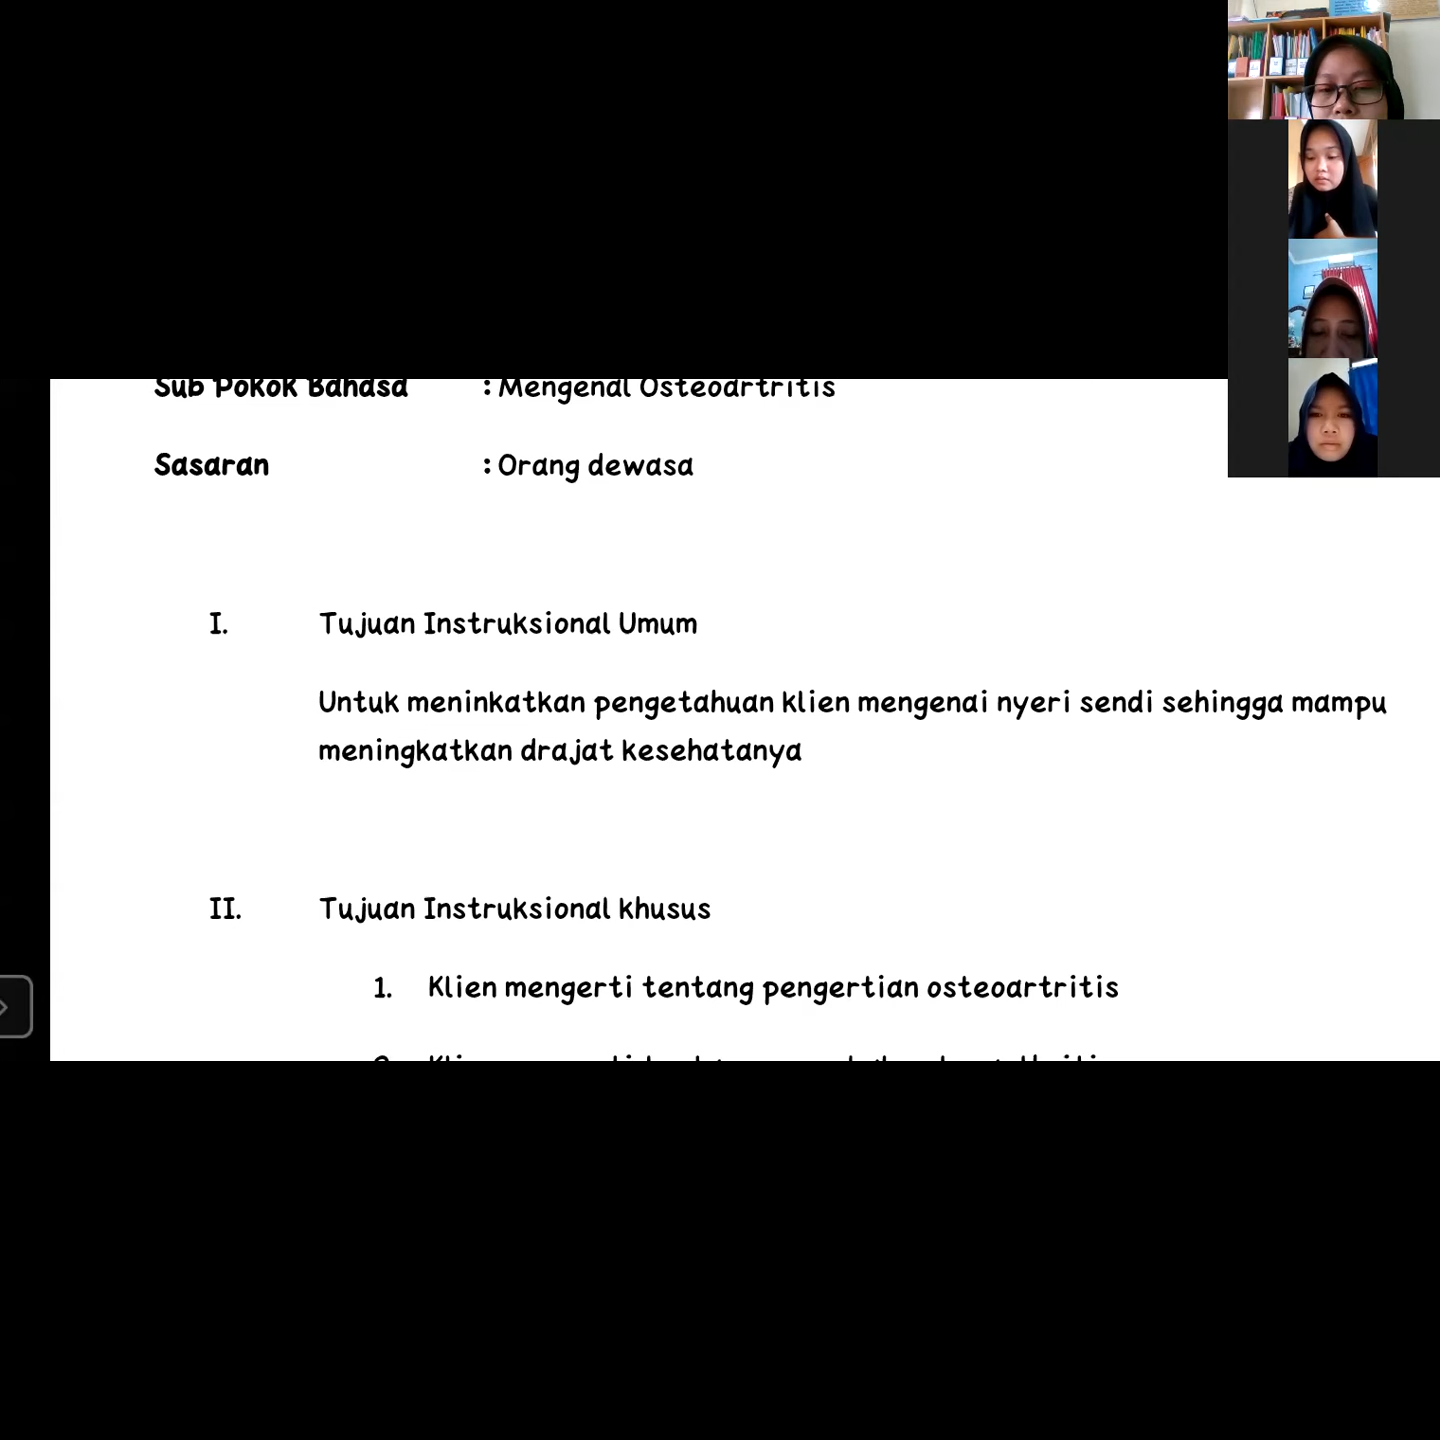 Sub Pokok Bahasa : Mengenal Osteoartritis
Sasaran : Orang dewasa
I. Tujuan Instruksional Umum
Untuk meninkatkan pengetahuan klien mengenai nyeri sendi sehingga mampu
meningkatkan drajat kesehatanya
II. Tujuan Instruksional khusus
1. Klien mengerti tentang pengertian osteoartritis